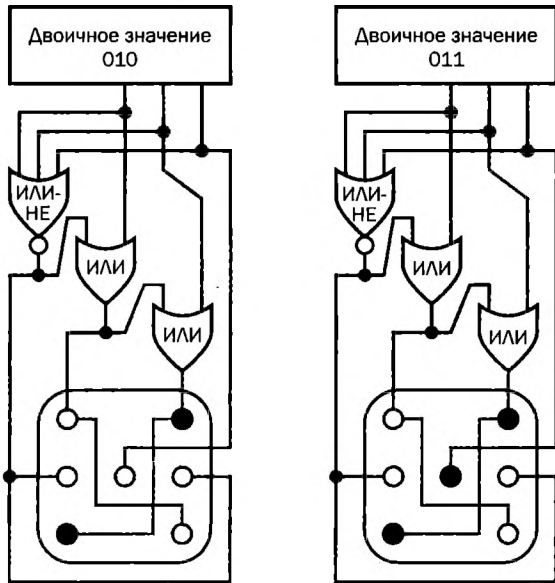 Двоичное значение
010
ИЛИ-
НЕ
ИЛИ
ИЛИ
Двоичное значение
011
ИЛИ-
НЕ
ИЛИ
ИЛИ